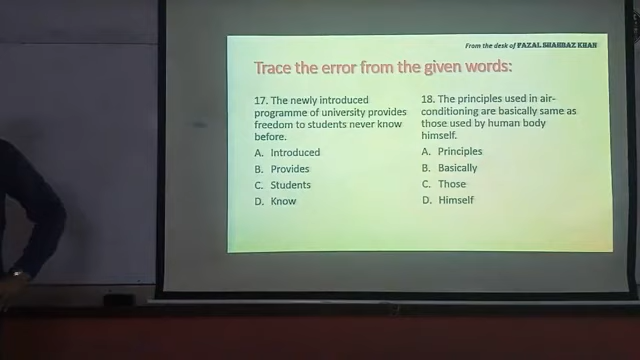 From the desk of FAZAL SHAHBAZ KHAN
Trace the error from the given words:
17. The newly introduced
programme of university provides
freedom to students never know
before.
A. Introduced
B. Provides
C. Students
D. Know
18. The principles used in air-
conditioning are basically same as
those used by human body
himself.
A. Principles
B. Basically
C. Those
D. Himself